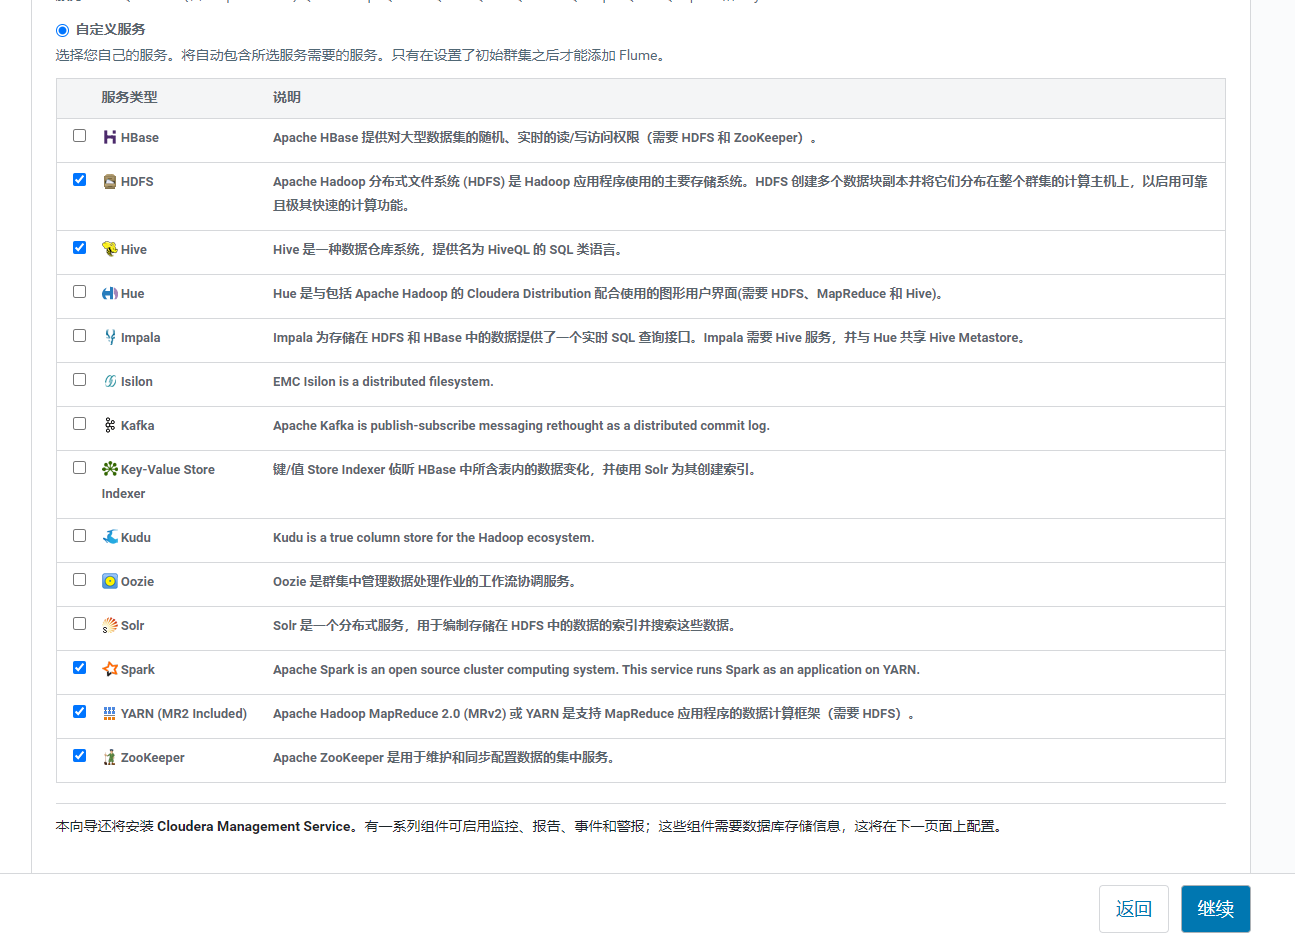 自定义服务
选择您自己的服务。将自动包含所选服务需要的服务。只有在设置了初始群集之后才能添加 Flume。
服务类型 说明
HBase Apache HBase 提供对大型数据集的随机、实时的读/写访问权限（需要 HDFS 和 ZooKeeper）。
HDFS Apache Hadoop 分布式文件系统 (HDFS) 是 Hadoop 应用程序使用的主要存储系统。HDFS 创建多个数据块副本并将它们分布在整个群集的计算主机上，以启用可靠
且极其快速的计算功能。
Hive Hive 是一种数据仓库系统，提供名为 HiveQL 的 SQL 类语言。
Hue Hue 是与包括 Apache Hadoop 的 Cloudera Distribution 配合使用的图形用户界面(需要 HDFS、MapReduce 和 Hive)。
Impala Impala 为存储在 HDFS 和 HBase 中的数据提供了一个实时 SQL 查询接口。Impala 需要 Hive 服务，并与 Hue 共享 Hive Metastore。
Isilon EMC Isilon is a distributed filesystem.
Kafka Apache Kafka is publish-subscribe messaging rethought as a distributed commit log.
Key-Value Store 键/值 Store Indexer 侦听 HBase 中所含表内的数据变化，并使用 Solr 为其创建索引。
Indexer
Kudu Kudu is a true column store for the Hadoop ecosystem.
Oozie Oozie 是群集中管理数据处理作业的工作流协调服务。
Solr Solr 是一个分布式服务，用于编制存储在 HDFS 中的数据的索引并搜索这些数据。
Spark Apache Spark is an open source cluster computing system. This service runs Spark as an application on YARN.
YARN (MR2 Included) Apache Hadoop MapReduce 2.0 (MRv2) 或 YARN 是支持 MapReduce 应用程序的数据计算框架（需要 HDFS）。
ZooKeeper Apache ZooKeeper 是用于维护和同步配置数据的集中服务。
本向导还将安装 Cloudera Management Service。有一系列组件可启用监控、报告、事件和警报；这些组件需要数据库存储信息，这将在下一页面上配置。
返回 继续